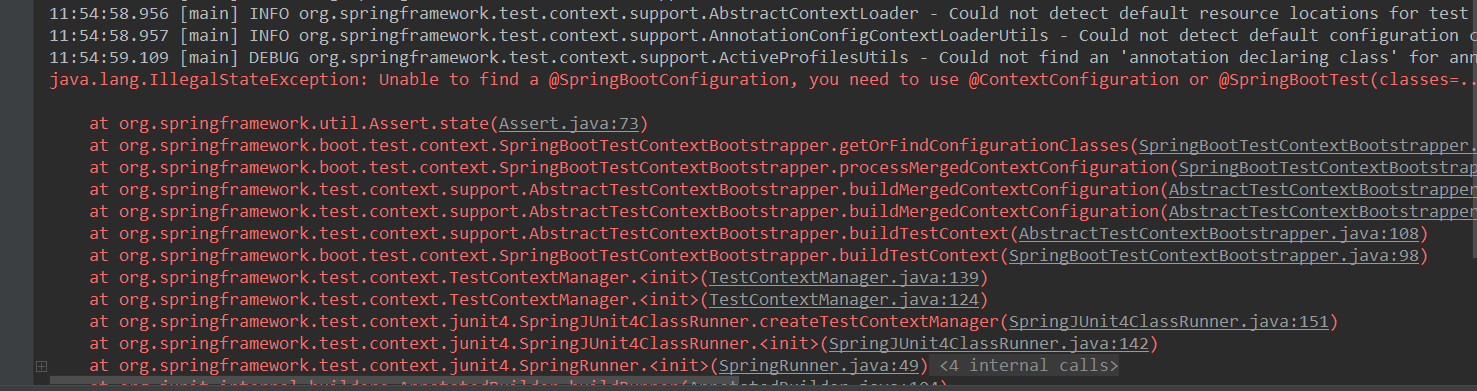 11:54:58.956 [main] INFO org.springframework.test.context.support.AbstractContextLoader - Could not detect default resource locations for test
11:54:58.957 [main] INFO org.springframework.test.context.support.AnnotationConfigContextLoaderUtils - Could not detect default configuration c
11:54:59.109 [main] DEBUG org.springframework.test.context.support.ActiveProfilesUtils - Could not find an 'annotation declaring class' for ann
java.lang.IllegalStateException: Unable to find a @SpringBootConfiguration, you need to use @ContextConfiguration or @SpringBootTest(classes=..
at org.springframework.util.Assert.state(Assert.java:73)
at org.springframework.boot.test.context.SpringBootTestContextBootstrapper.getOrFindConfigurationClasses(SpringBootTestContextBootstrapper.
at org.springframework.boot.test.context.SpringBootTestContextBootstrapper.processMergedContextConfiguration(SpringBootTestContextBootstrap
at org.springframework.test.context.support.AbstractTestContextBootstrapper.buildMergedContextConfiguration(AbstractTestContextBootstrapper
at org.springframework.test.context.support.AbstractTestContextBootstrapper.buildMergedContextConfiguration(AbstractTestContextBootstrapper
at org.springframework.test.context.support.AbstractTestContextBootstrapper.buildTestContext(AbstractTestContextBootstrapper.java:108)
at org.springframework.boot.test.context.SpringBootTestContextBootstrapper.buildTestContext(SpringBootTestContextBootstrapper.java:98)
at org.springframework.test.context.TestContextManager.<init>(TestContextManager.java:139)
at org.springframework.test.context.TestContextManager.<init>(TestContextManager.java:124)
at org.springframework.test.context.junit4.SpringJUnit4ClassRunner.createTestContextManager(SpringJUnit4ClassRunner.java:151)
at org.springframework.test.context.junit4.SpringJUnit4ClassRunner.<init>(SpringJUnit4ClassRunner.java:142)
at org.springframework.test.context.junit4.SpringRunner.<init>(SpringRunner.java:49) <4 internal calls>
at org.junit.internal.builders.AnnotatedBuilder.buildRunner(AnnotatedBuilder.java:104)